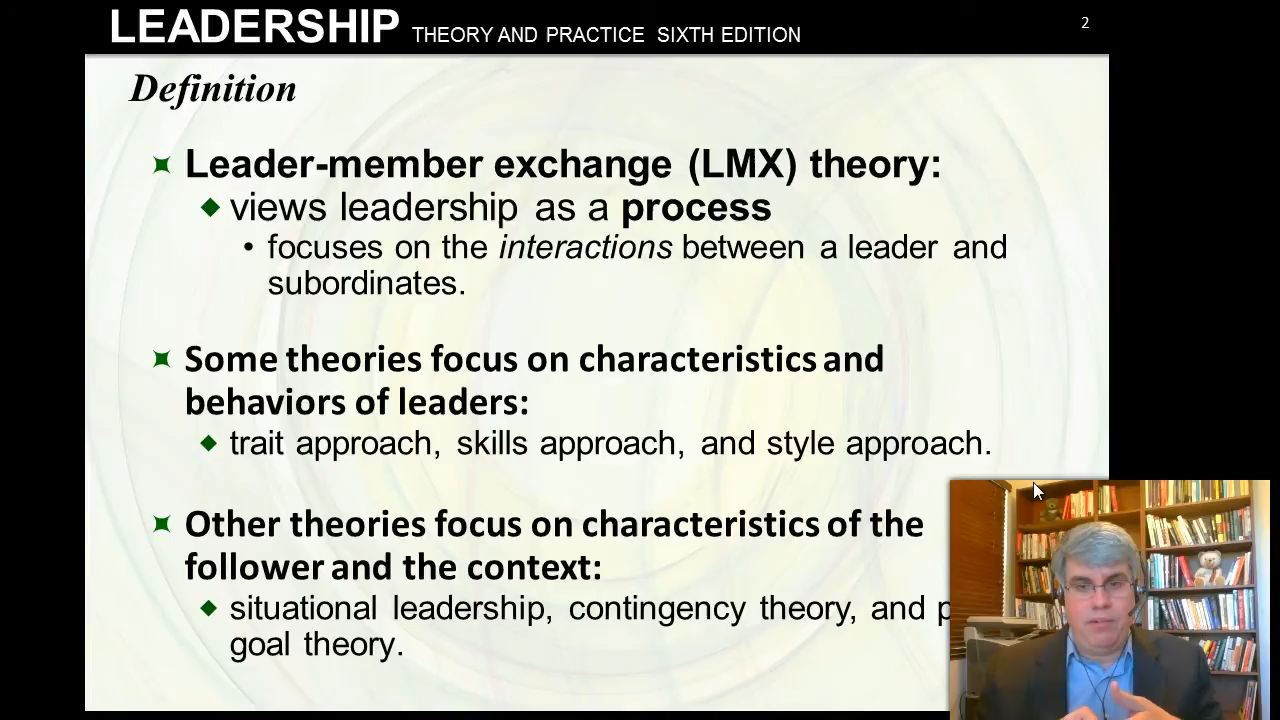 LEADERSHIP THEORY AND PRACTICE SIXTH EDITION
2
Definition
Leader-member exchange (LMX) theory:
views leadership as a process
focuses on the interactions between a leader and
subordinates.
Some theories focus on characteristics and
behaviors of leaders:
trait approach, skills approach, and style approach.
Other theories focus on characteristics of the
follower and the context:
situational leadership, contingency theory, and
goal theory.